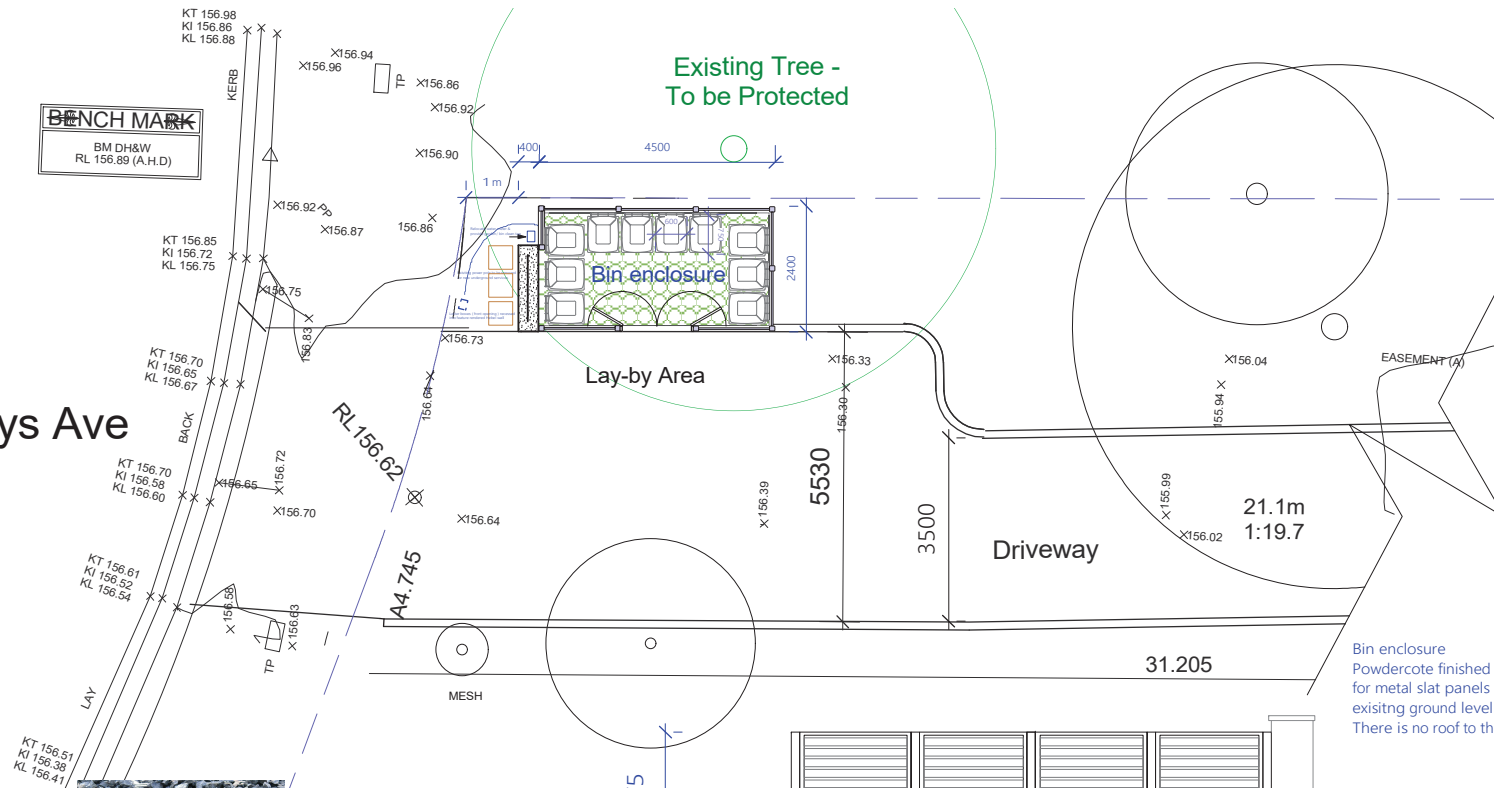 KT 156.98
KI 156.86
KL 156.88
KERB
156.94
156.96
TP
156.86
156.92
156.90
Existing Tree -
To be Protected
BENCH MARK
BM DH&W
RL 156.89 (A.H.D)
400
4500
1 m
156.92
PP
156.87
156.86
600
750
2400
Bin enclosure
KT 156.85
KI 156.72
KL 156.75
156.75
156.83
156.73
KT 156.70
KI 156.65
KL 156.67
156.64
Lay-by Area
156.33
156.30
156.04
155.94
EASEMENT (A)
ys Ave
BACK
RL156.62
KT 156.70
KI 156.58
KL 156.60
156.65
156.72
156.70
156.64
156.39
5530
3500
Driveway
155.99
156.02
21.1m
1:19.7
KT 156.61
KI 156.52
KL 156.54
A4.745
156.58
156.63
TP
MESH
31.205
LAY
Bin enclosure
Powdercote finished
for metal slat panels
exisitng ground level
There is no roof to th
KT 156.51
KI 156.38
KL 156.41
5